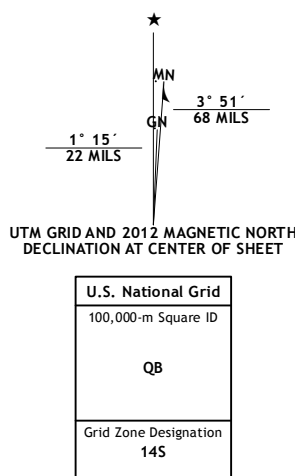 ★
MN
3° 51´
68 MILS
GN
1° 15´
22 MILS
UTM GRID AND 2012 MAGNETIC NORTH
DECLINATION AT CENTER OF SHEET
U.S. National Grid
100,000-m Square ID
QB
Grid Zone Designation
14S